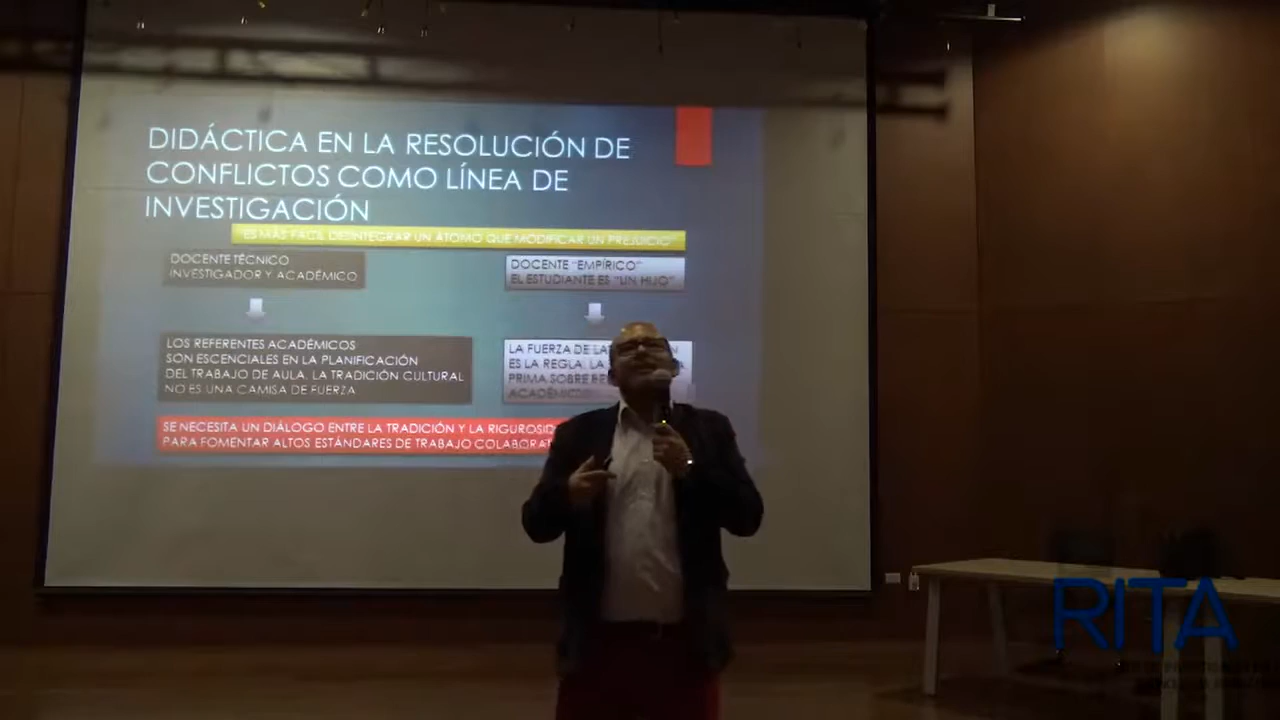 DIDÁCTICA EN LA RESOLUCIÓN DE
CONFLICTOS COMO LÍNEA DE
INVESTIGACIÓN
"ES MÁS FÁCIL DESINTEGRAR UN ÁTOMO QUE MODIFICAR UN PREJUICIO"
DOCENTE TÉCNICO
INVESTIGADOR Y ACADÉMICO
DOCENTE "EMPÍRICO"
EL ESTUDIANTE ES "UN HIJO"
LOS REFERENTES ACADÉMICOS
SON ESCENCIALES EN LA PLANIFICACIÓN
DEL TRABAJO DE AULA. LA TRADICIÓN CULTURAL
NO ES UNA CAMISA DE FUERZA
LA FUERZA DE LA
ES LA REGLA. LA
PRIMA SOBRE
SE NECESITA UN DIÁLOGO ENTRE LA TRADICIÓN Y LA
PARA FOMENTAR ALTOS ESTÁNDARES DE TRABAJO
RITA